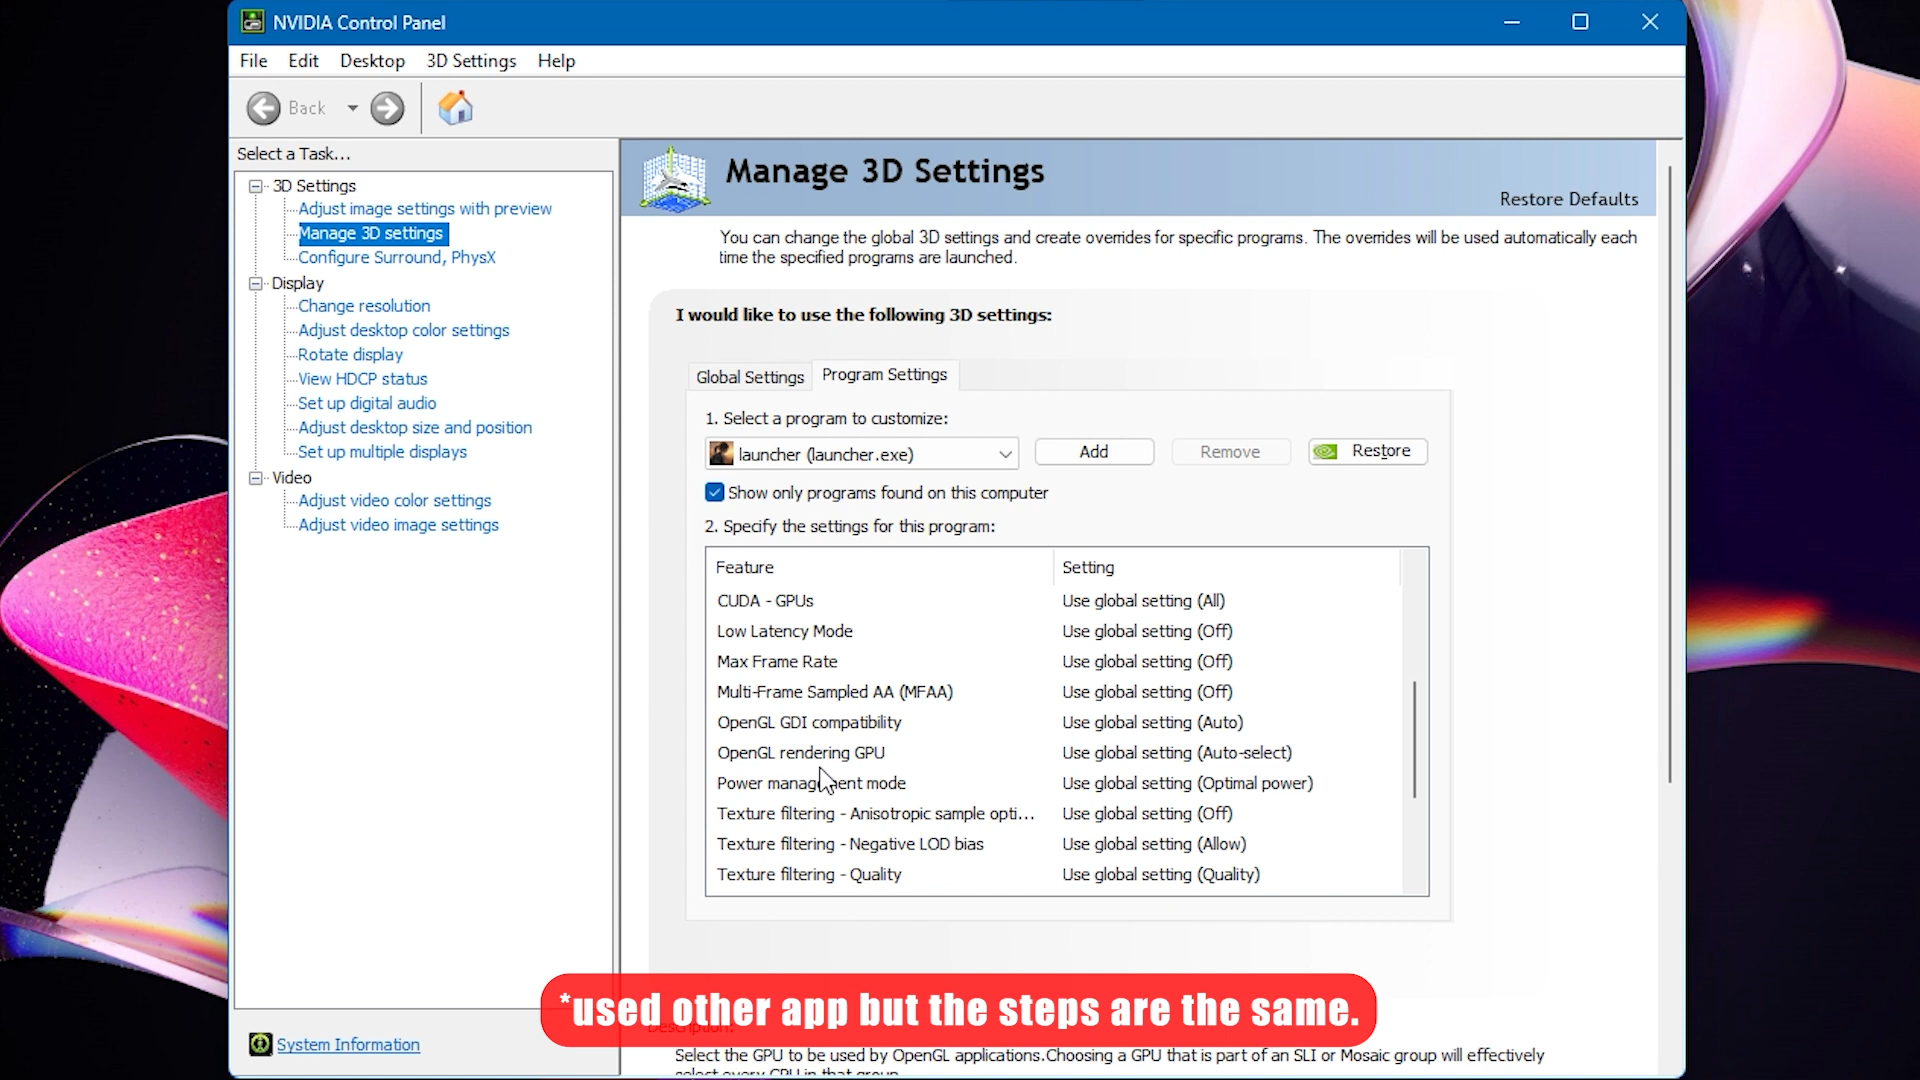 NVIDIA Control Panel
File Edit Desktop 3D Settings Help
Back
Select a Task...
3D Settings
Adjust image settings with preview
Manage 3D settings
Configure Surround, PhysX
Display
Change resolution
Adjust desktop color settings
Rotate display
View HDCP status
Set up digital audio
Adjust desktop size and position
Set up multiple displays
Video
Adjust video color settings
Adjust video image settings
System Information
Manage 3D Settings
Restore Defaults
You can change the global 3D settings and create overrides for specific programs. The overrides will be used automatically each
time the specified programs are launched.
I would like to use the following 3D settings:
Global Settings Program Settings
1. Select a program to customize:
launcher (launcher.exe) Add Remove Restore
Show only programs found on this computer
2. Specify the settings for this program:
Feature Setting
CUDA - GPUs Use global setting (All)
Low Latency Mode Use global setting (Off)
Max Frame Rate Use global setting (Off)
Multi-Frame Sampled AA (MFAA) Use global setting (Off)
OpenGL GDI compatibility Use global setting (Auto)
OpenGL rendering GPU Use global setting (Auto-select)
Power management mode Use global setting (Optimal power)
Texture filtering - Anisotropic sample opti... Use global setting (Off)
Texture filtering - Negative LOD bias Use global setting (Allow)
Texture filtering - Quality Use global setting (Quality)
*used other app but the steps are the same.
Description:
Select the GPU to be used by OpenGL applications.Choosing a GPU that is part of an SLI or Mosaic group will effectively
select every GPU in that group.